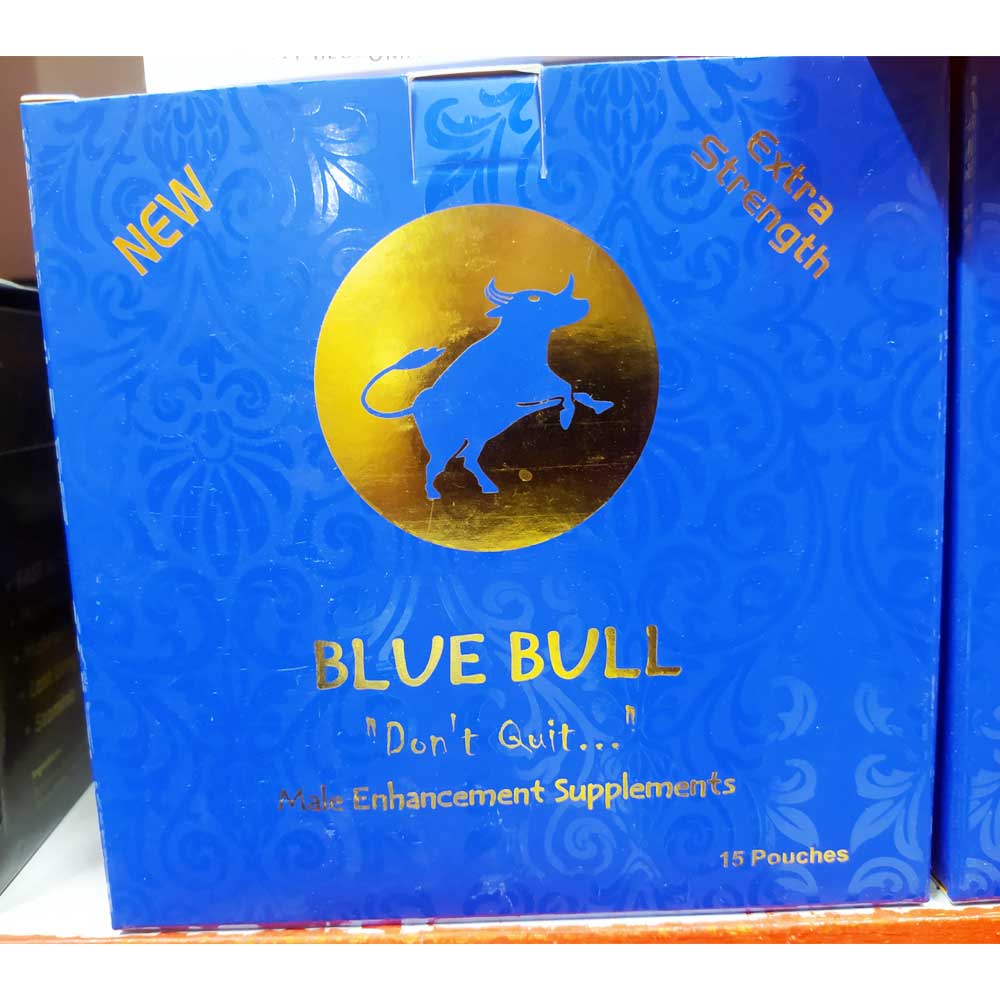 NEW
Extra
Strength
BLUE BULL
"Don't Quit..."
Male Enhancement Supplements
15 Pouches